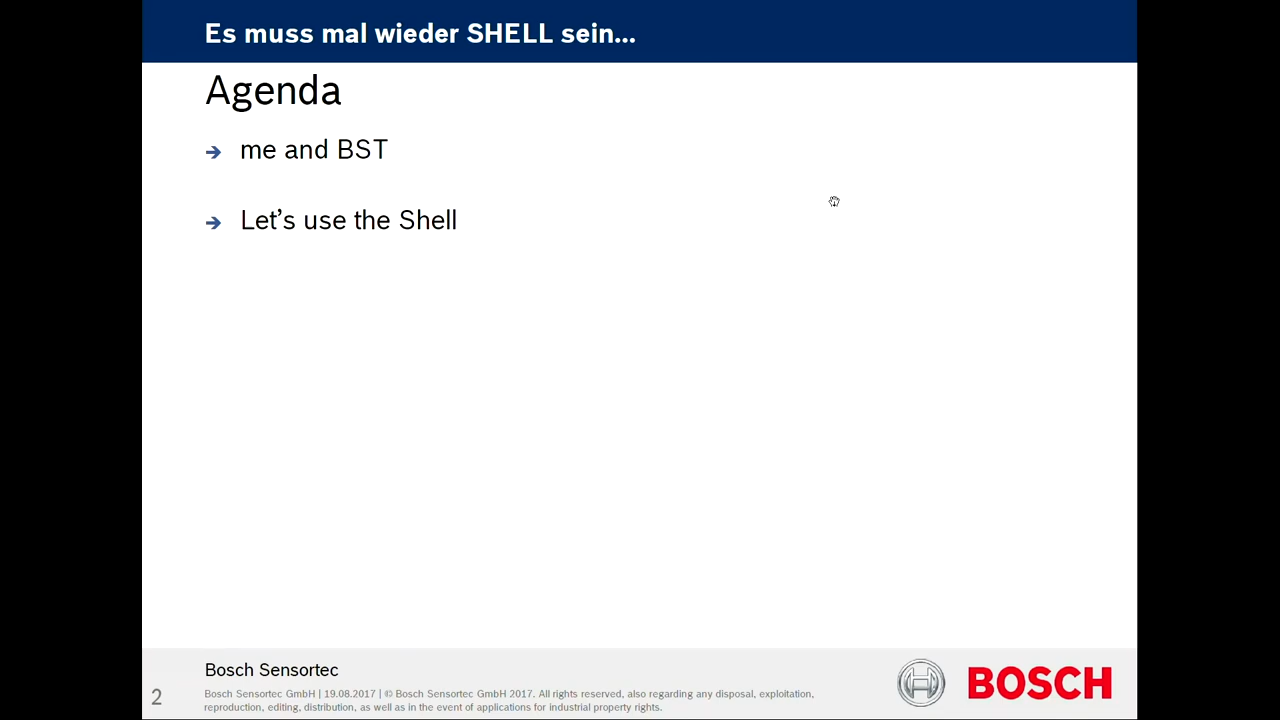 Es muss mal wieder SHELL sein...
Agenda
➔ me and BST
➔ Let's use the Shell
Bosch Sensortec
2
Bosch Sensortec GmbH | 19.08.2017 | © Bosch Sensortec GmbH 2017. All rights reserved, also regarding any disposal, exploitation,
reproduction, editing, distribution, as well as in the event of applications for industrial property rights.
BOSCH